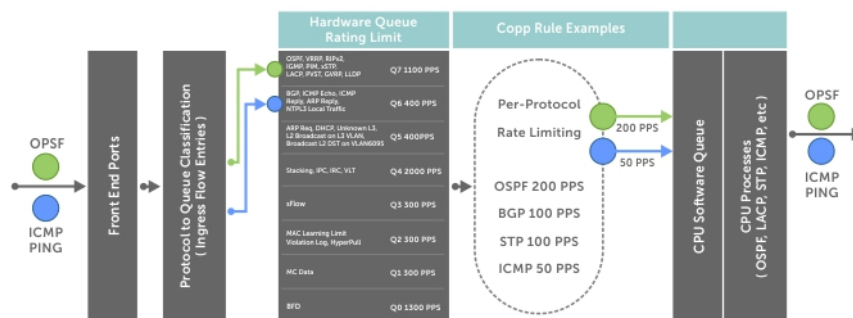 Hardware Queue
Rating Limit
Copp Rule Examples
OPSF
ICMP
PING
Front End Ports
Protocol to Queue Classification
( Ingress Flow Entries )
OSPF, VRRP, RIPv2,
IGMP, PIM, xSTP,
LACP, PVST, GVRP, LLDP
Q7 1100 PPS
BGP, ICMP Echo, ICMP
Reply, ARP Reply,
NTPL3 Local Traffic
Q6 400 PPS
ARP Req, DHCP, Unknown L3,
L2 Broadcast on L3 VLAN,
Broadcast L2 DST on VLAN6095
Q5 400PPS
Stacking, IPC, IRC, VLT
Q4 2000 PPS
xFlow
Q3 300 PPS
MAC Learning Limit
Violation Log, HyperPull
Q2 300 PPS
MC Data
Q1 300 PPS
BFD
Q0 1300 PPS
Per-Protocol
Rate Limiting
OSPF 200 PPS
BGP 100 PPS
STP 100 PPS
ICMP 50 PPS
200 PPS
50 PPS
CPU Software Queue
CPU Processes
( OSPF, LACP, STP, ICMP, etc )
OPSF
ICMP
PING